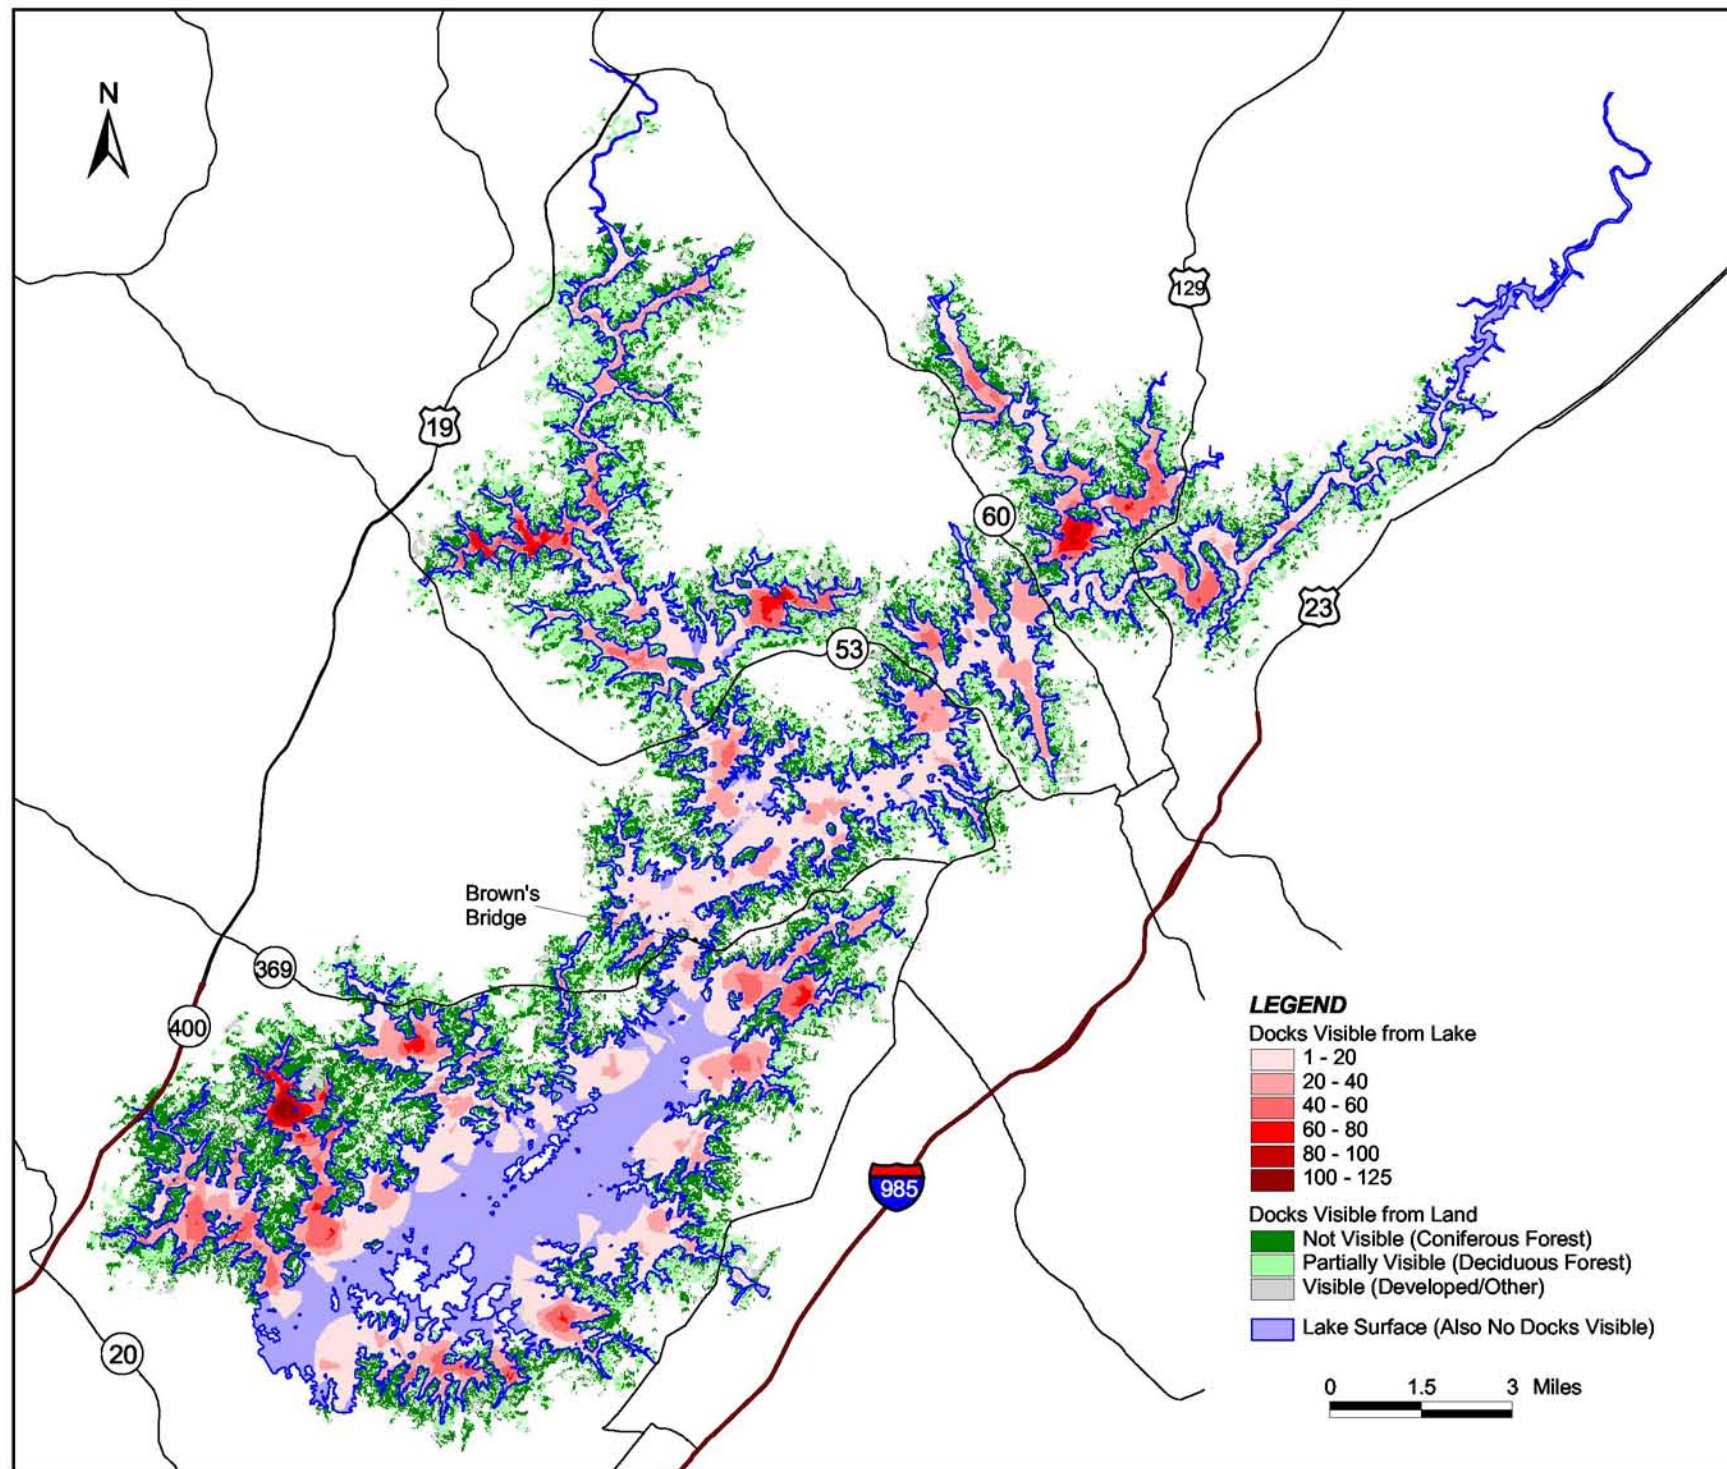 N
129
19
60
23
53
Brown's
Bridge
369
400
LEGEND
Docks Visible from Lake
1 - 20
20 - 40
40 - 60
60 - 80
80 - 100
100 - 125
985
Docks Visible from Land
Not Visible (Coniferous Forest)
Partially Visible (Deciduous Forest)
Visible (Developed/Other)
Lake Surface (Also No Docks Visible)
20
0 1.5 3 Miles